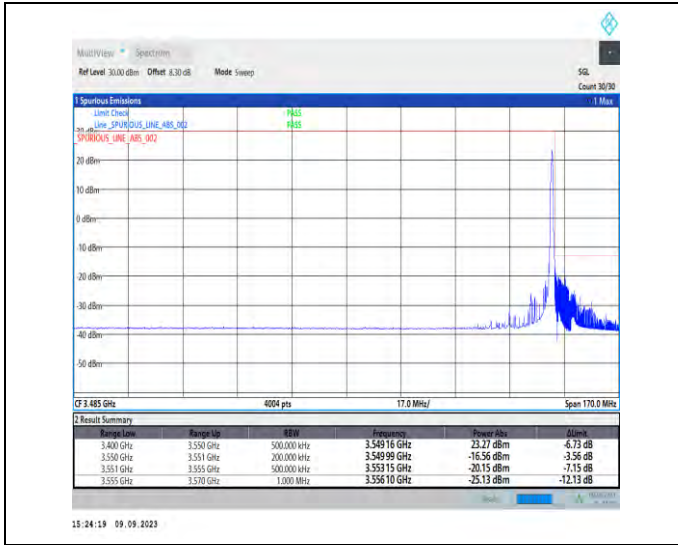 MultiView Spectrum
Ref Level 30.00 dBm Offset 8.30 dB Mode Sweep SGL
Count 30/30
1 Spurious Emissions 1 Max
Limit Check PASS
Line _SPURIOUS_LINE_ABS_002 PASS
_SPURIOUS_LINE_ABS_002
20 dBm
10 dBm
0 dBm
-10 dBm
-20 dBm
-30 dBm
-40 dBm
-50 dBm
CF 3.485 GHz 4004 pts 17.0 MHz/ Span 170.0 MHz
2 Result Summary
Range Low Range Up RBW Frequency Power Abs ΔLimit
3.400 GHz 3.550 GHz 500.000 kHz 3.549 16 GHz 23.27 dBm -6.73 dB
3.550 GHz 3.551 GHz 200.000 kHz 3.549 99 GHz -16.56 dBm -3.56 dB
3.551 GHz 3.555 GHz 500.000 kHz 3.553 15 GHz -20.15 dBm -7.15 dB
3.555 GHz 3.570 GHz 1.000 MHz 3.556 10 GHz -25.13 dBm -12.13 dB
15:24:19 09.09.2023